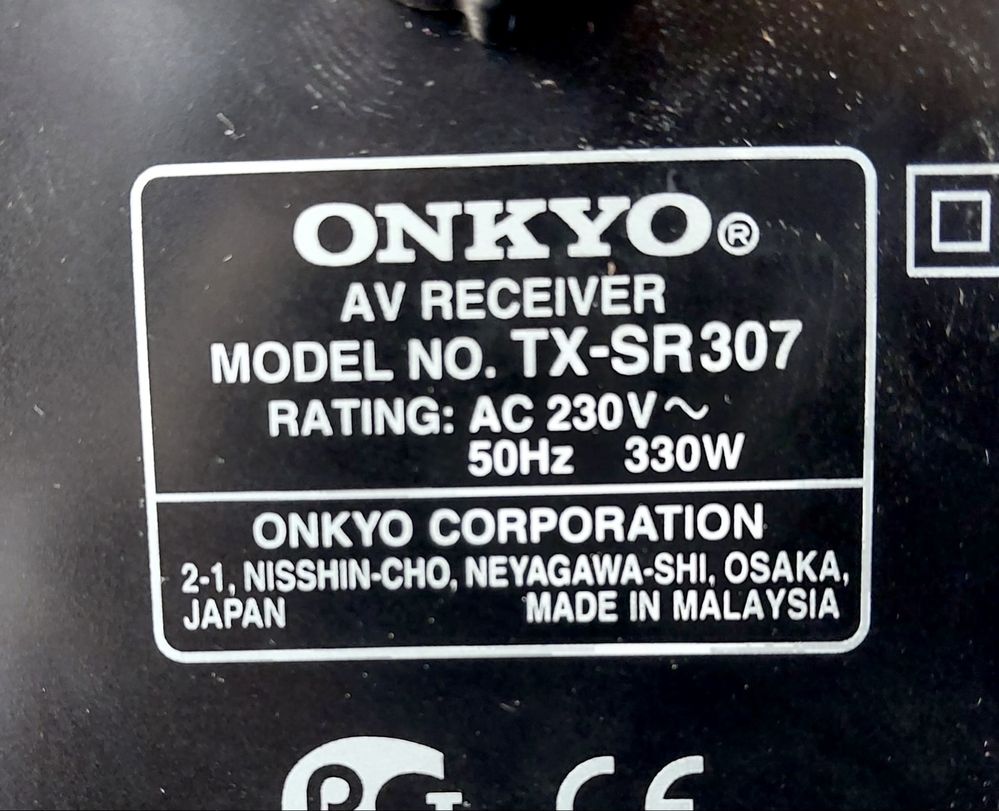 ONKYO®
AV RECEIVER
MODEL NO. TX-SR307
RATING: AC 230V～
50Hz 330W
ONKYO CORPORATION
2-1, NISSHIN-CHO, NEYAGAWA-SHI, OSAKA,
JAPAN MADE IN MALAYSIA
CE